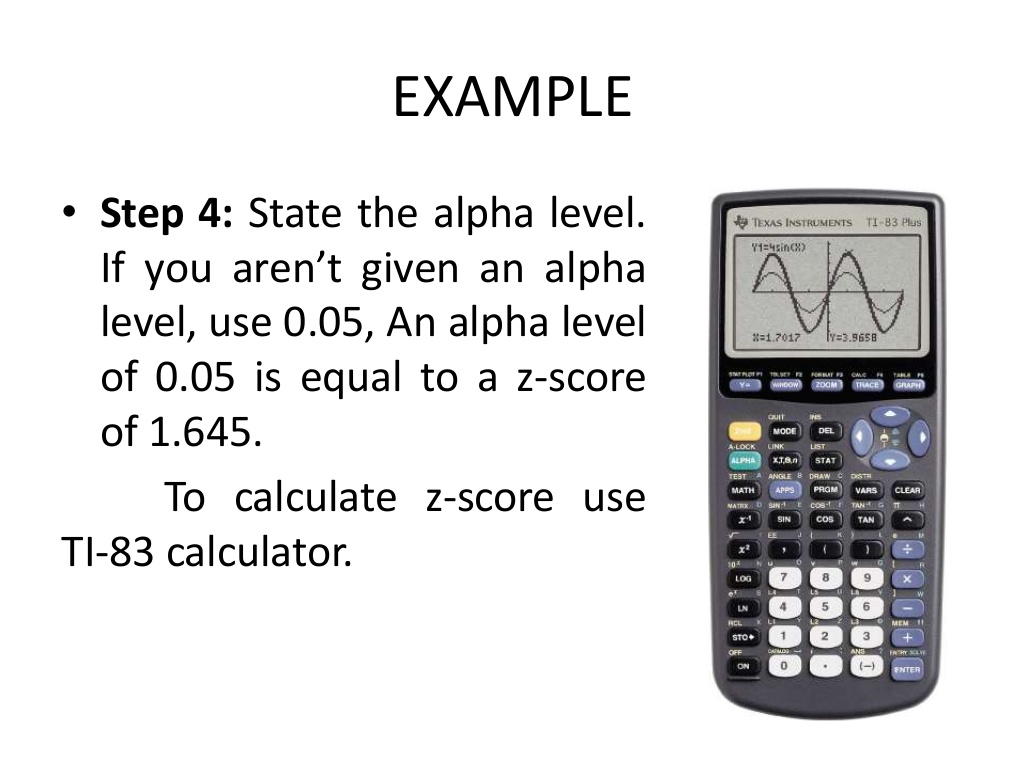 EXAMPLE
• Step 4: State the alpha level.
If you aren’t given an alpha
level, use 0.05, An alpha level
of 0.05 is equal to a z-score
of 1.645.
To calculate z-score use
TI-83 calculator.
TEXAS INSTRUMENTS TI-83 Plus
Y1=4sin(X)
X=1.7017 Y=3.9658
STAT PLOT F1 TBLSET F2 FORMAT F3 CALC F4 TABLE F5
Y= WINDOW ZOOM TRACE GRAPH
QUIT INS
2nd MODE DEL
A-LOCK LINK LIST
ALPHA X,T,θ,n STAT
TEST A ANGLE B DRAW C DISTR
MATH APPS PRGM VARS CLEAR
MATRX D SIN⁻¹ E COS⁻¹ F TAN⁻¹ G π H
x⁻¹ SIN COS TAN ^
√ I EE J { K } L e M
x² , ( ) ÷
10ˣ N u O v P w Q [ R
LOG 7 8 9 ×
eˣ S L4 T L5 U L6 V ] W
LN 4 5 6 −
RCL X L1 Y L2 Z L3 θ MEM "
STO▸ 1 2 3 +
OFF CATALOG i : ANS ? ENTRY SOLVE
ON 0 . (−) ENTER